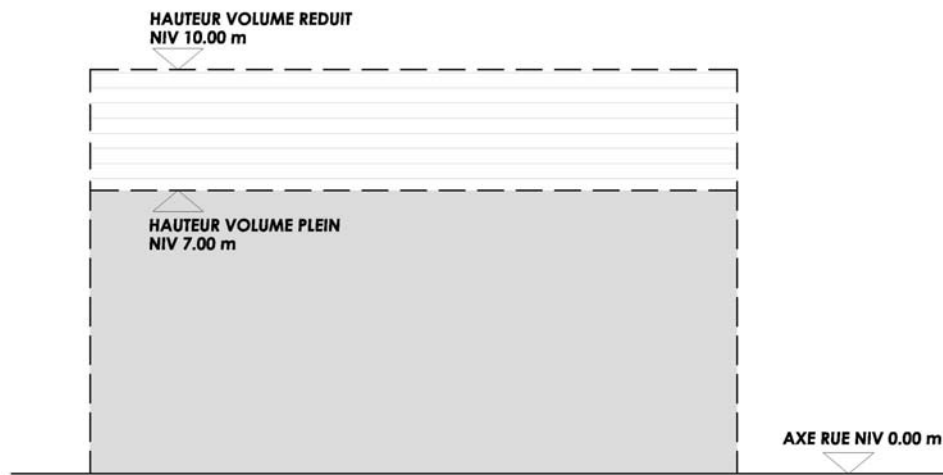 HAUTEUR VOLUME REDUIT
NIV 10.00 m
HAUTEUR VOLUME PLEIN
NIV 7.00 m
AXE RUE NIV 0.00 m